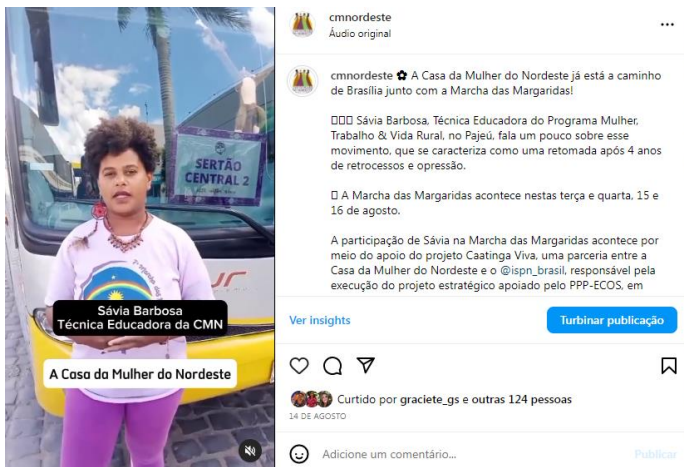 SERTÃO
CENTRAL 2
Sávia Barbosa
Técnica Educadora da CMN
A Casa da Mulher do Nordeste
cmnordeste
Áudio original
cmnordeste ✿ A Casa da Mulher do Nordeste já está a caminho
de Brasília junto com a Marcha das Margaridas!
▯▯▯ Sávia Barbosa, Técnica Educadora do Programa Mulher,
Trabalho & Vida Rural, no Pajeú, fala um pouco sobre esse
movimento, que se caracteriza como uma retomada após 4 anos
de retrocessos e opressão.
▯ A Marcha das Margaridas acontece nestas terça e quarta, 15 e
16 de agosto.
A participação de Sávia na Marcha das Margaridas acontece por
meio do apoio do projeto Caatinga Viva, uma parceria entre a
Casa da Mulher do Nordeste e o @ispn_brasil, responsável pela
execução do projeto estratégico apoiado pelo PPP-ECOS, em
Ver insights
Turbinar publicação
Curtido por graciete_gs e outras 124 pessoas
14 DE AGOSTO
Adicione um comentário...
Publicar